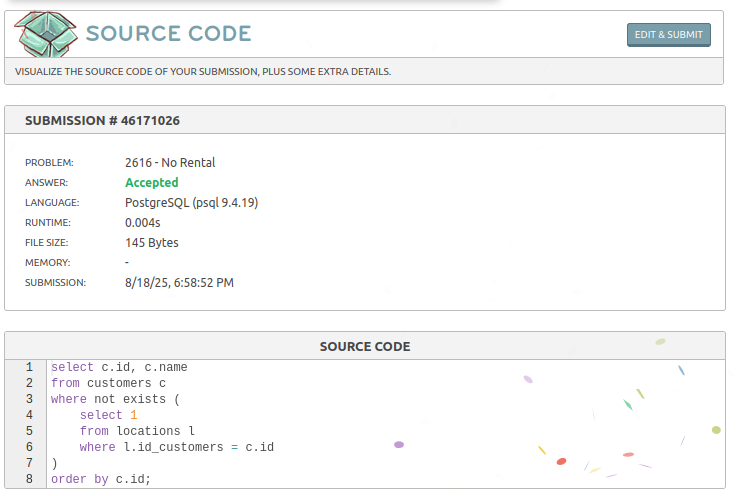 SOURCE CODE
EDIT & SUBMIT
VISUALIZE THE SOURCE CODE OF YOUR SUBMISSION, PLUS SOME EXTRA DETAILS.
SUBMISSION # 46171026
PROBLEM: 2616 - No Rental
ANSWER: Accepted
LANGUAGE: PostgreSQL (psql 9.4.19)
RUNTIME: 0.004s
FILE SIZE: 145 Bytes
MEMORY: -
SUBMISSION: 8/18/25, 6:58:52 PM
SOURCE CODE
1 select c.id, c.name
2 from customers c
3 where not exists (
4     select 1
5     from locations l
6     where l.id_customers = c.id
7 )
8 order by c.id;